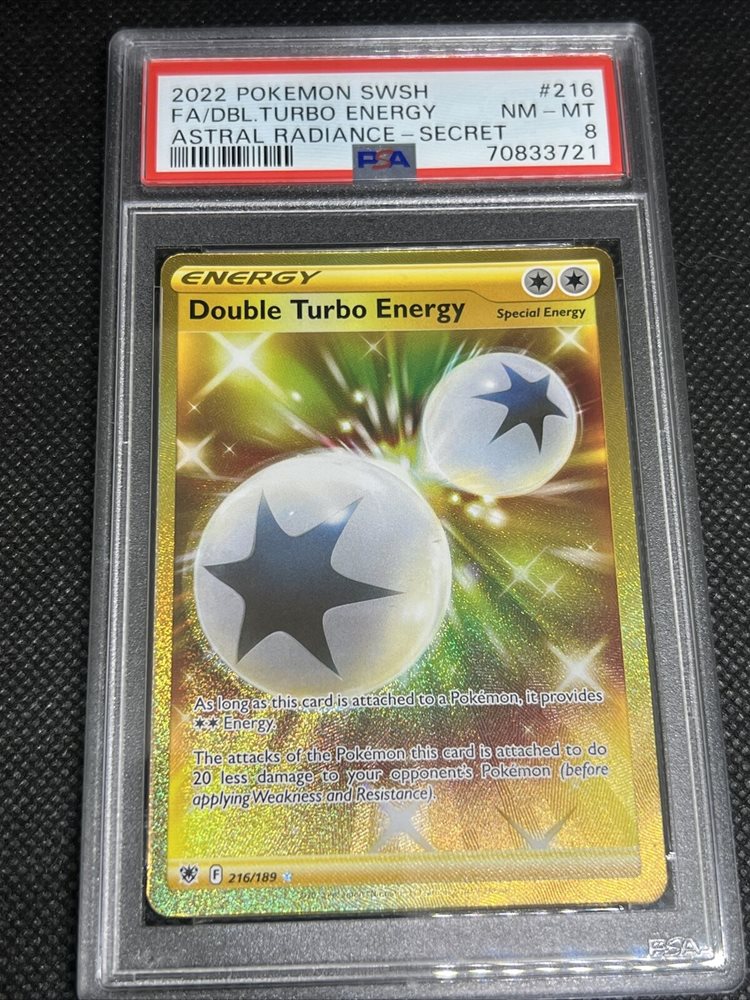 2022 POKEMON SWSH #216
FA/DBL.TURBO ENERGY NM-MT
ASTRAL RADIANCE-SECRET 8
PSA 70833721
ENERGY
Double Turbo Energy Special Energy
As long as this card is attached to a Pokémon, it provides
Energy.
The attacks of the Pokémon this card is attached to do
20 less damage to your opponent's Pokémon (before
applying Weakness and Resistance).
F 216/189
PSA